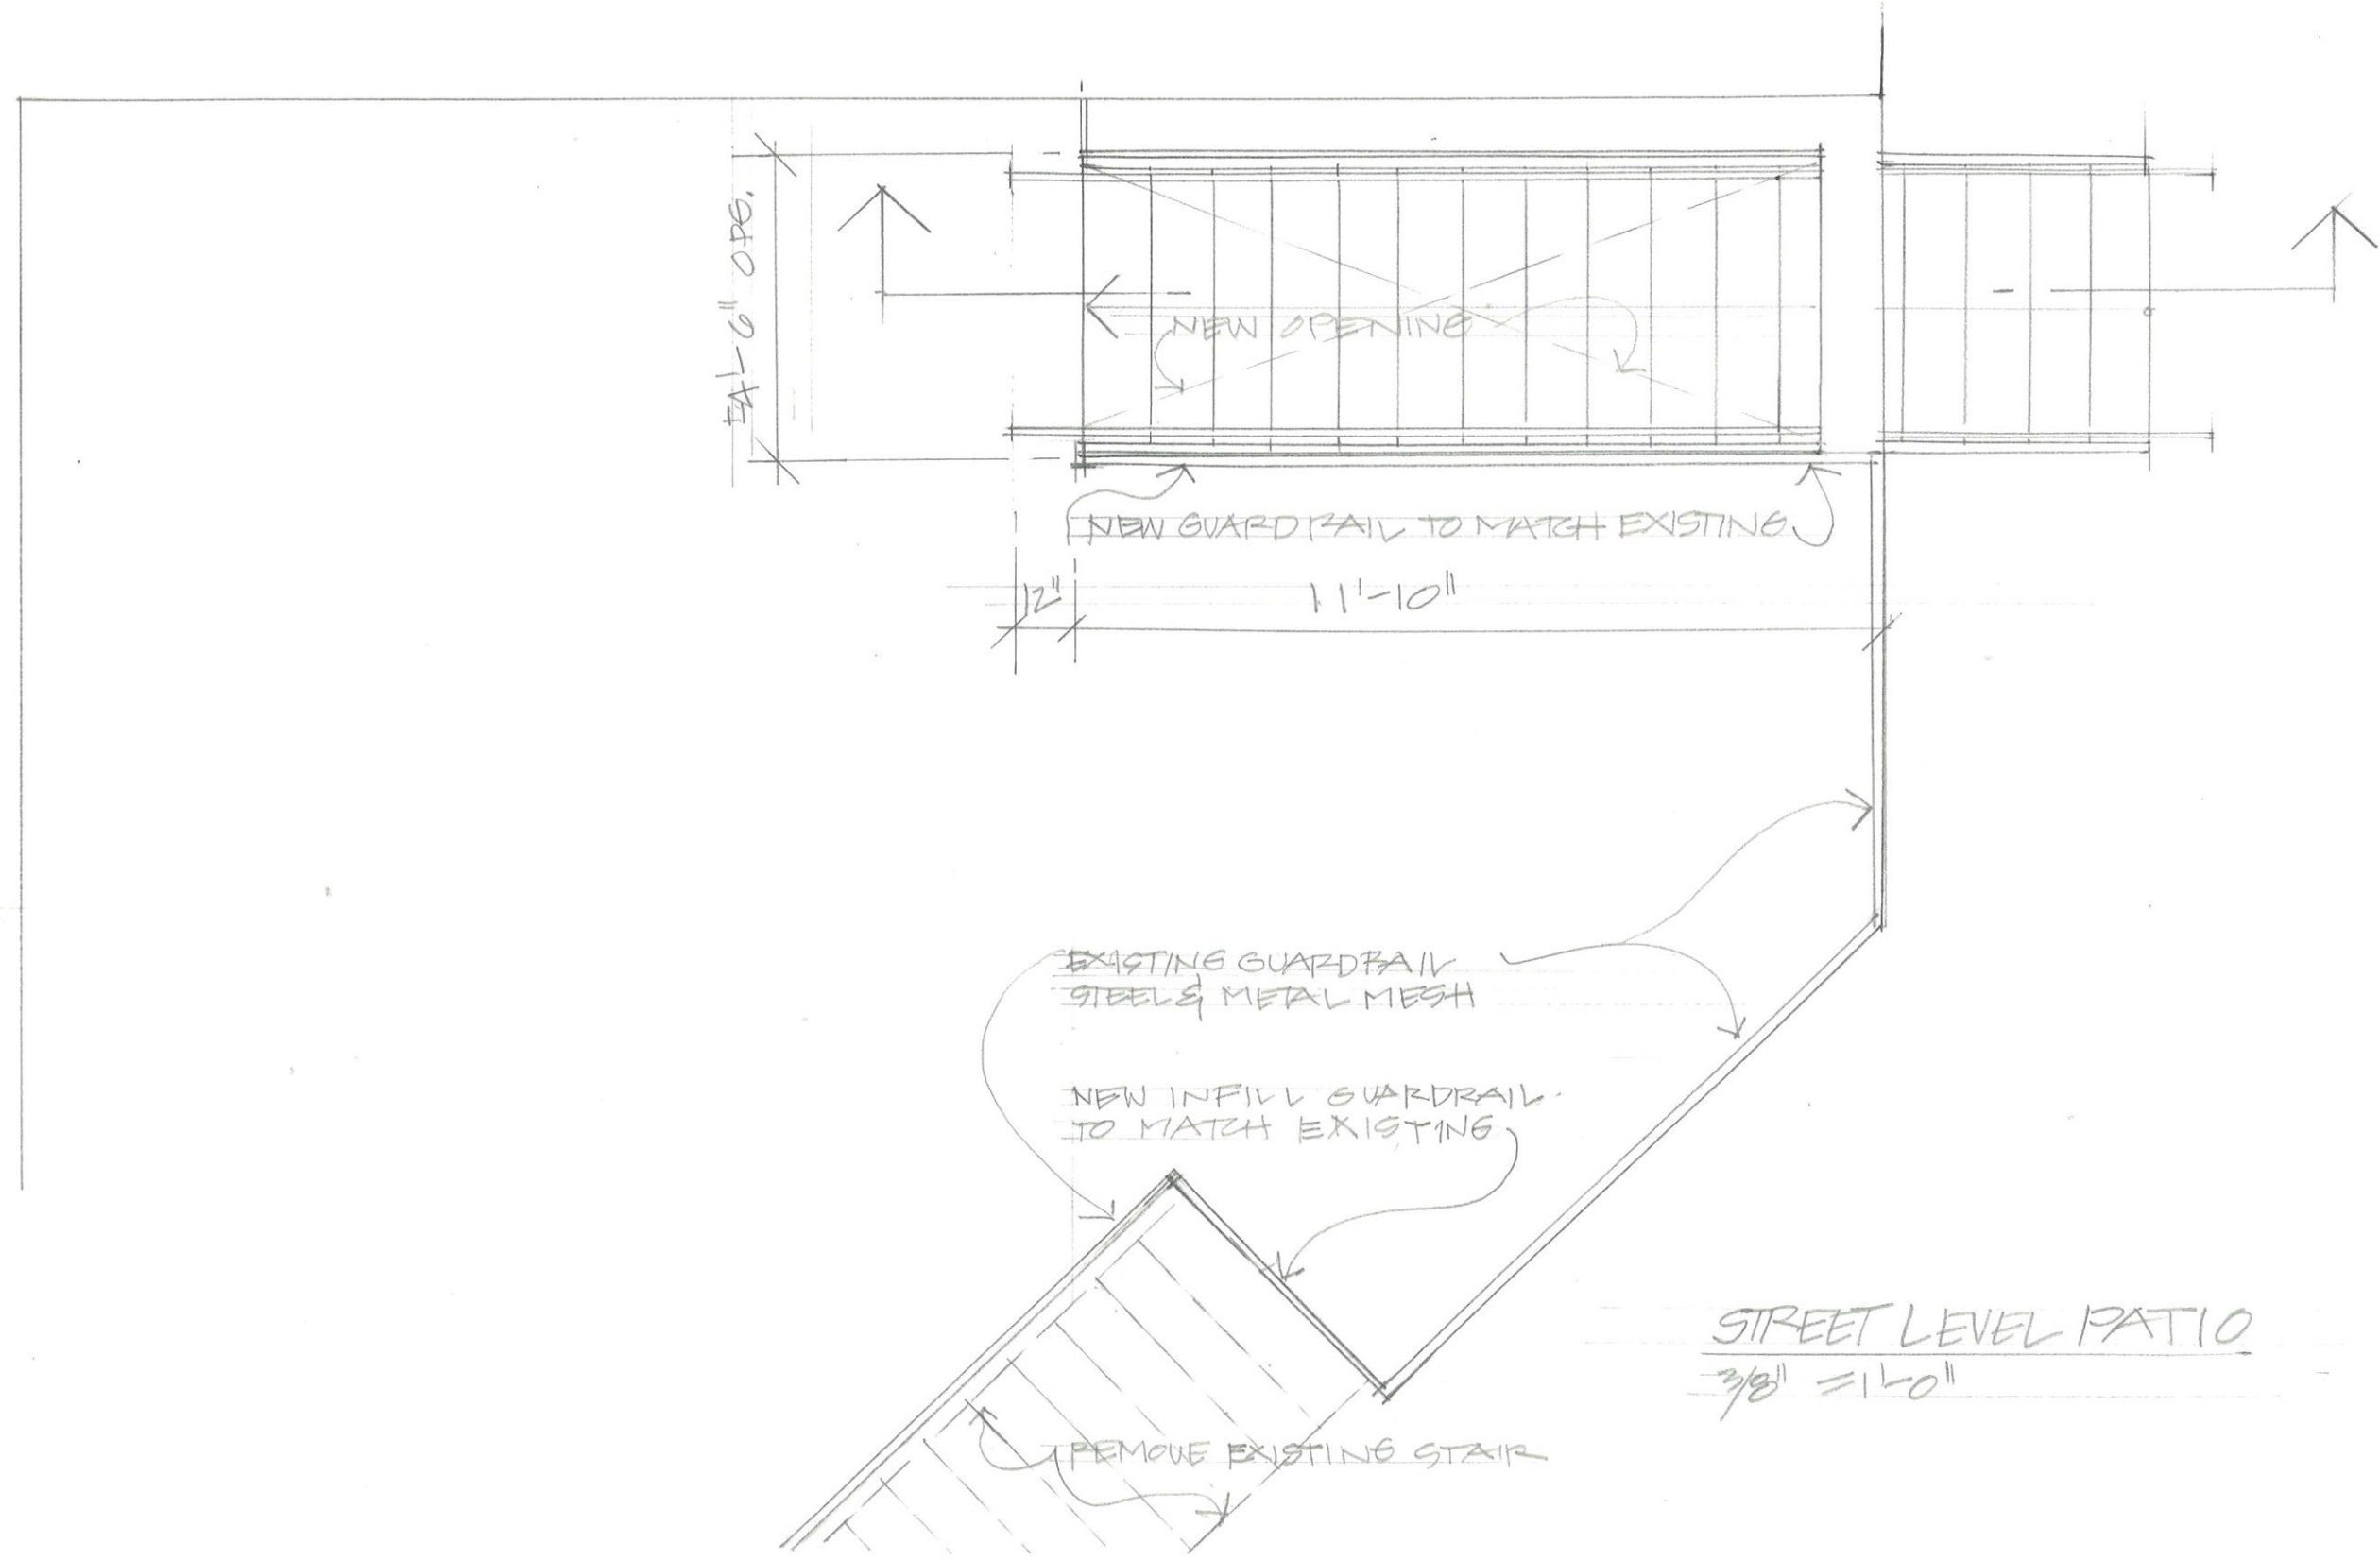 ±4'-6" OPG.
NEW OPENING
NEW GUARDRAIL TO MATCH EXISTING
12"
11'-10"
EXISTING GUARDRAIL
STEEL & METAL MESH
NEW INFILL GUARDRAIL
TO MATCH EXISTING
REMOVE EXISTING STAIR
STREET LEVEL PATIO
3/8" = 1'-0"